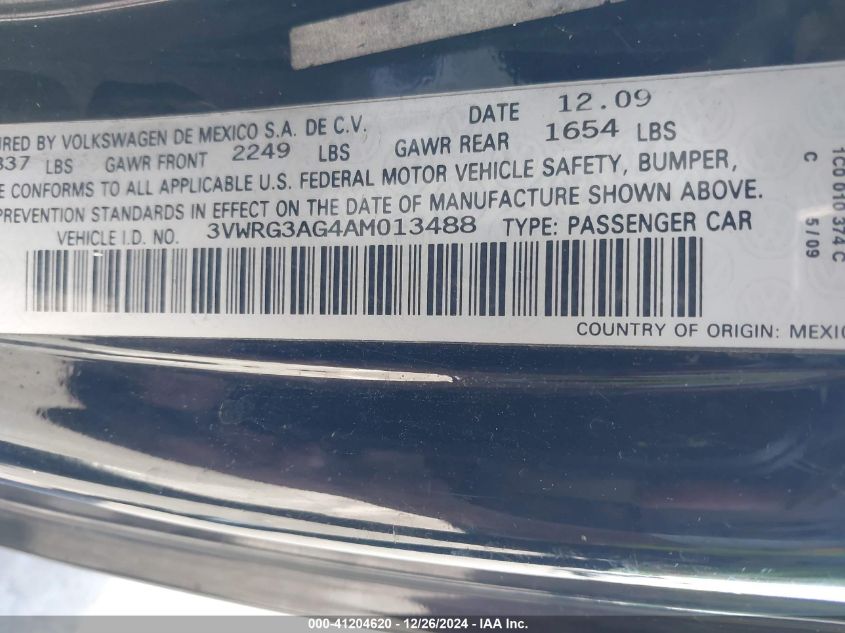 URED BY VOLKSWAGEN DE MEXICO S.A. DE C.V. DATE 12.09
837 LBS GAWR FRONT 2249 LBS GAWR REAR 1654 LBS
E CONFORMS TO ALL APPLICABLE U.S. FEDERAL MOTOR VEHICLE SAFETY, BUMPER,
PREVENTION STANDARDS IN EFFECT ON THE DATE OF MANUFACTURE SHOWN ABOVE.
VEHICLE I.D. NO. 3VWRG3AG4AM013488 TYPE: PASSENGER CAR
COUNTRY OF ORIGIN: MEXIC
1C0 010 374 C
C 5/09
000-41204620 - 12/26/2024 - IAA Inc.